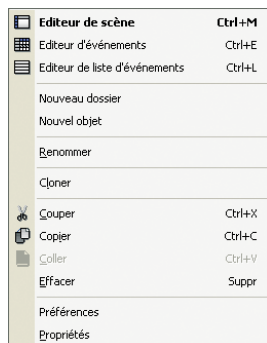 Editeur de scène Ctrl+M
Editeur d'événements Ctrl+E
Editeur de liste d'événements Ctrl+L
Nouveau dossier
Nouvel objet
Renommer
Cloner
Couper Ctrl+X
Copier Ctrl+C
Coller Ctrl+V
Effacer Suppr
Préférences
Propriétés